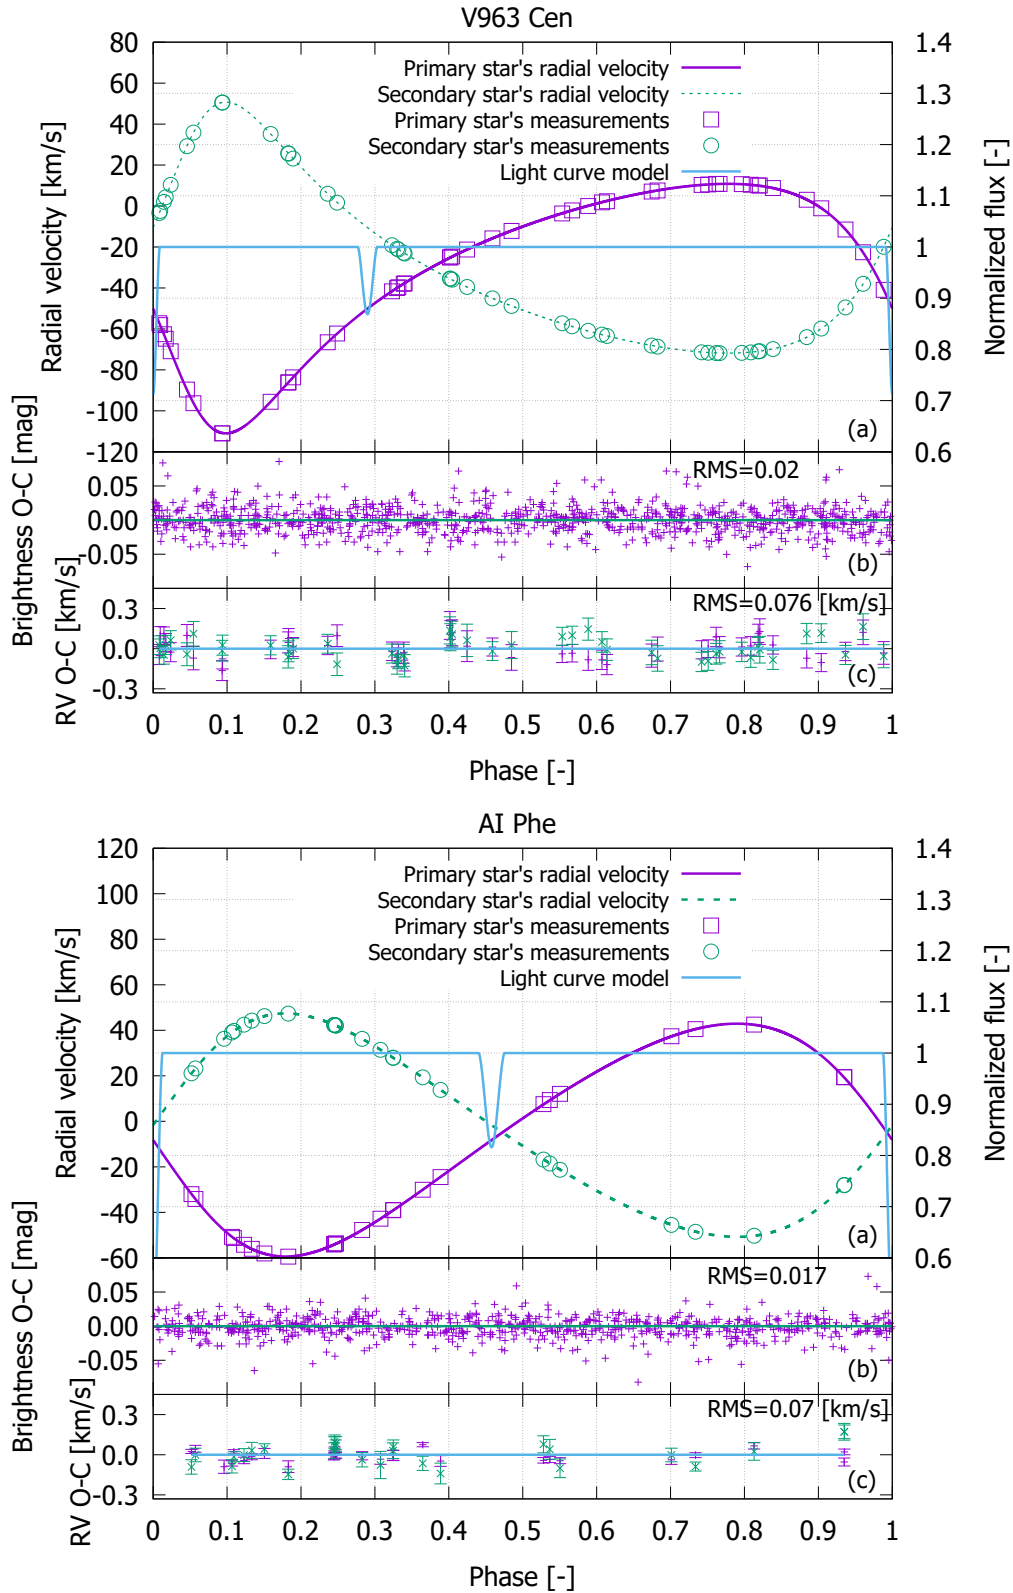 V963 Cen
80
60
40
20
0
-20
-40
-60
-80
-100
-120
Radial velocity [km/s]
1.4
1.3
1.2
1.1
1
0.9
0.8
0.7
0.6
Normalized flux [-]
Primary star's radial velocity
Secondary star's radial velocity
Primary star's measurements
Secondary star's measurements
Light curve model
(a)
Brightness O-C [mag]
0.05
0.00
-0.05
RMS=0.02
(b)
RV O-C [km/s]
0.3
0.0
-0.3
RMS=0.076 [km/s]
(c)
0 0.1 0.2 0.3 0.4 0.5 0.6 0.7 0.8 0.9 1
Phase [-]
AI Phe
120
100
80
60
40
20
0
-20
-40
-60
Radial velocity [km/s]
1.4
1.3
1.2
1.1
1
0.9
0.8
0.7
0.6
Normalized flux [-]
Primary star's radial velocity
Secondary star's radial velocity
Primary star's measurements
Secondary star's measurements
Light curve model
(a)
Brightness O-C [mag]
0.05
0.00
-0.05
RMS=0.017
(b)
RV O-C [km/s]
0.3
0.0
-0.3
RMS=0.07 [km/s]
(c)
0 0.1 0.2 0.3 0.4 0.5 0.6 0.7 0.8 0.9 1
Phase [-]